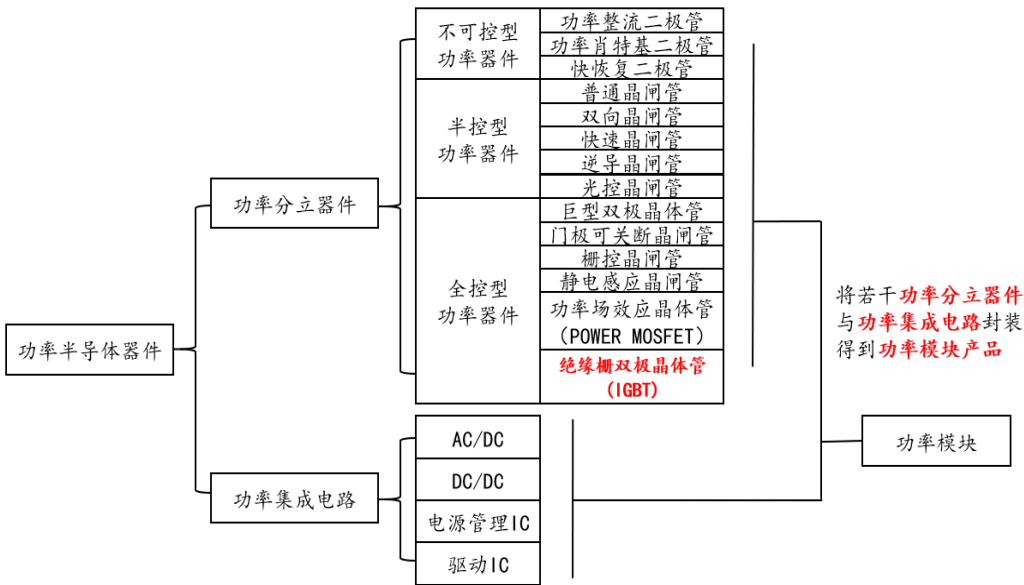 不可控型
功率器件
功率整流二极管
功率肖特基二极管
快恢复二极管
半控型
功率器件
普通晶闸管
双向晶闸管
快速晶闸管
逆导晶闸管
光控晶闸管
功率分立器件
全控型
功率器件
巨型双极晶体管
门极可关断晶闸管
栅控晶闸管
静电感应晶闸管
功率场效应晶体管
(POWER MOSFET)
绝缘栅双极晶体管
(IGBT)
功率半导体器件
将若干功率分立器件
与功率集成电路封装
得到功率模块产品
功率集成电路
AC/DC
DC/DC
电源管理IC
驱动IC
功率模块